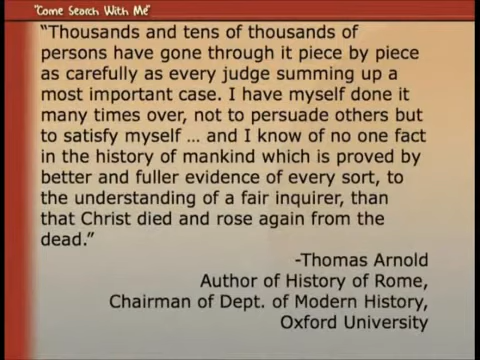 "Come Search With Me"
“Thousands and tens of thousands of
persons have gone through it piece by piece
as carefully as every judge summing up a
most important case. I have myself done it
many times over, not to persuade others but
to satisfy myself … and I know of no one fact
in the history of mankind which is proved by
better and fuller evidence of every sort, to
the understanding of a fair inquirer, than
that Christ died and rose again from the
dead.”
-Thomas Arnold
Author of History of Rome,
Chairman of Dept. of Modern History,
Oxford University